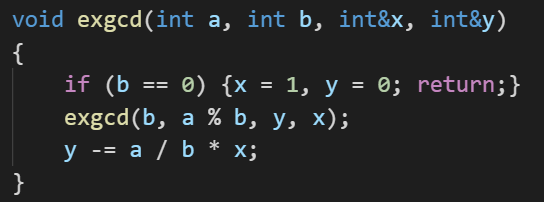 void exgcd(int a, int b, int&x, int&y)
{
    if (b == 0) {x = 1, y = 0; return;}
    exgcd(b, a % b, y, x);
    y -= a / b * x;
}